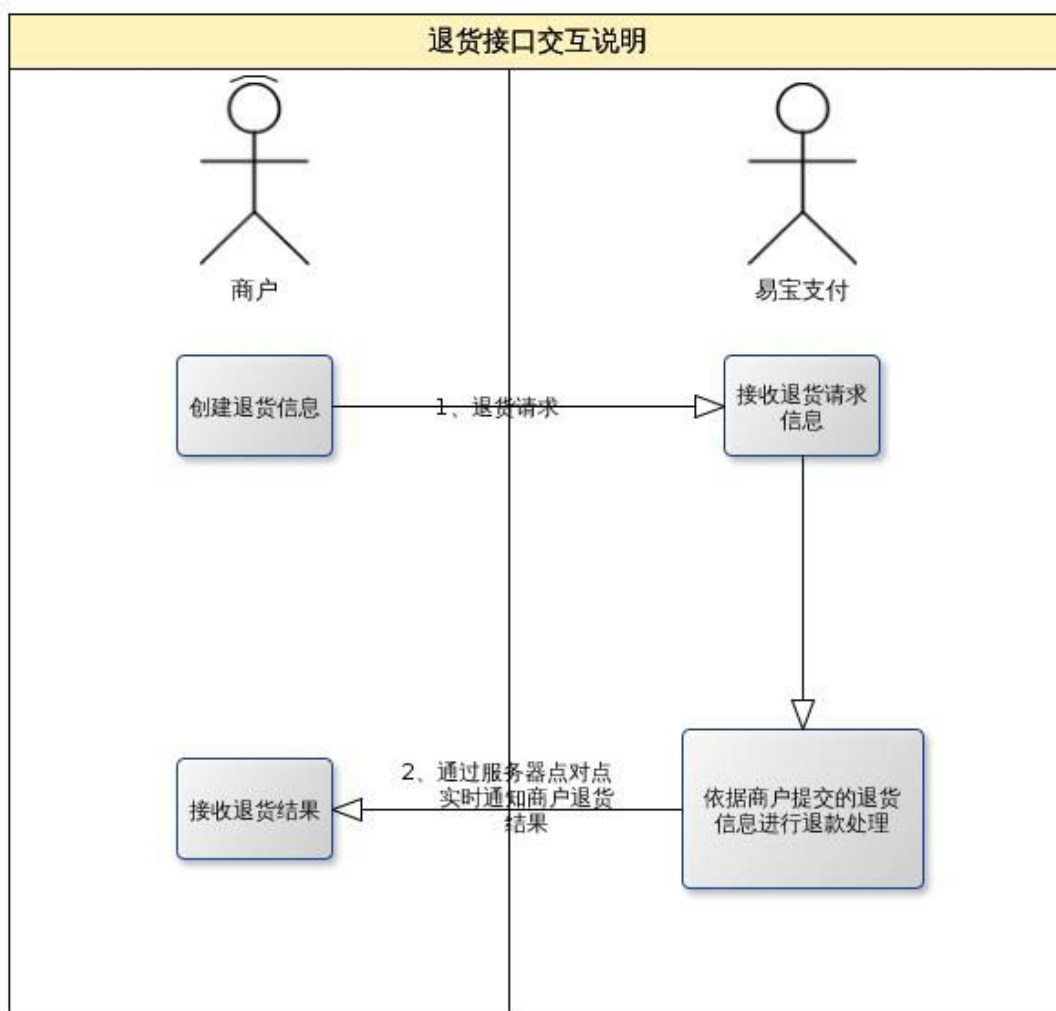 退货接口交互说明
商户
易宝支付
创建退货信息
1、退货请求
接收退货请求
信息
接收退货结果
2、通过服务器点对点
实时通知商户退货
结果
依据商户提交的退货
信息进行退款处理